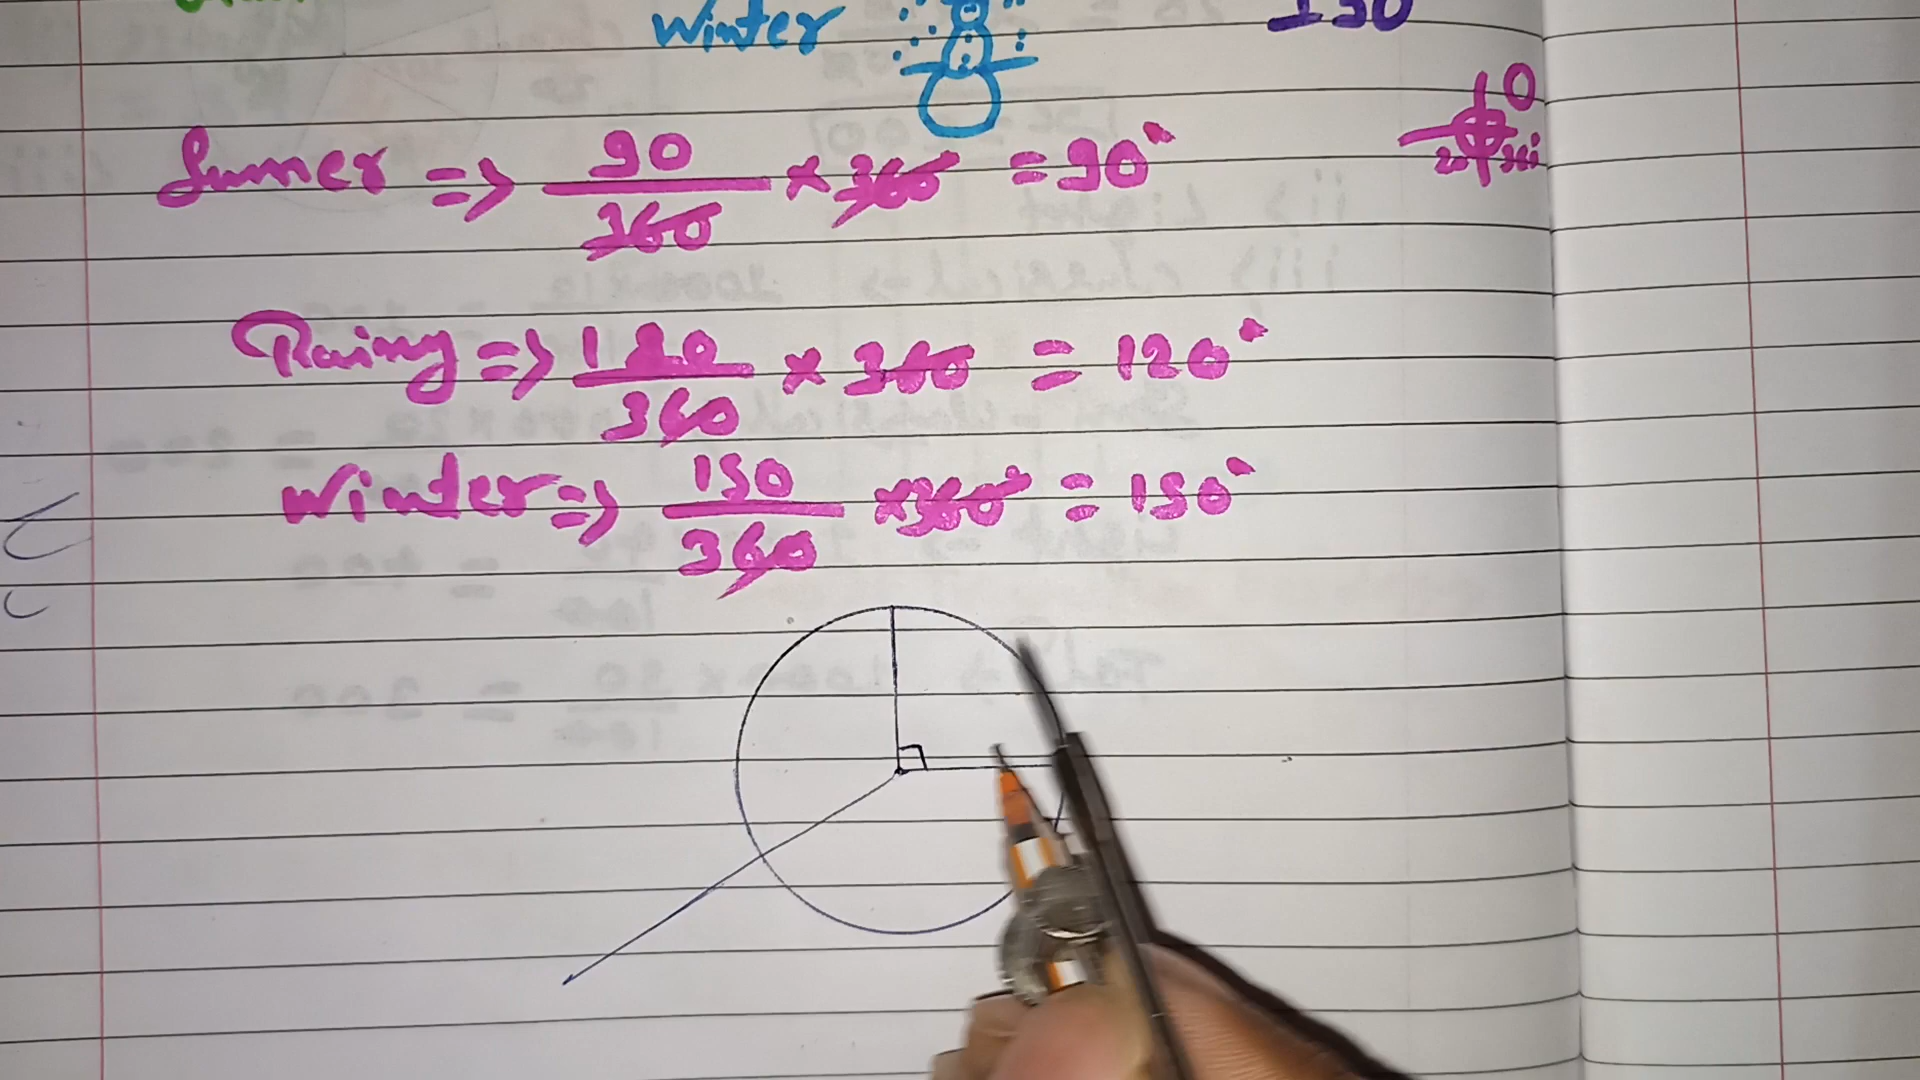 Winter 150
Summer => 90/360 × 360 = 90°
Rainy => 120/360 × 360 = 120°
Winter => 150/360 × 360° = 150°